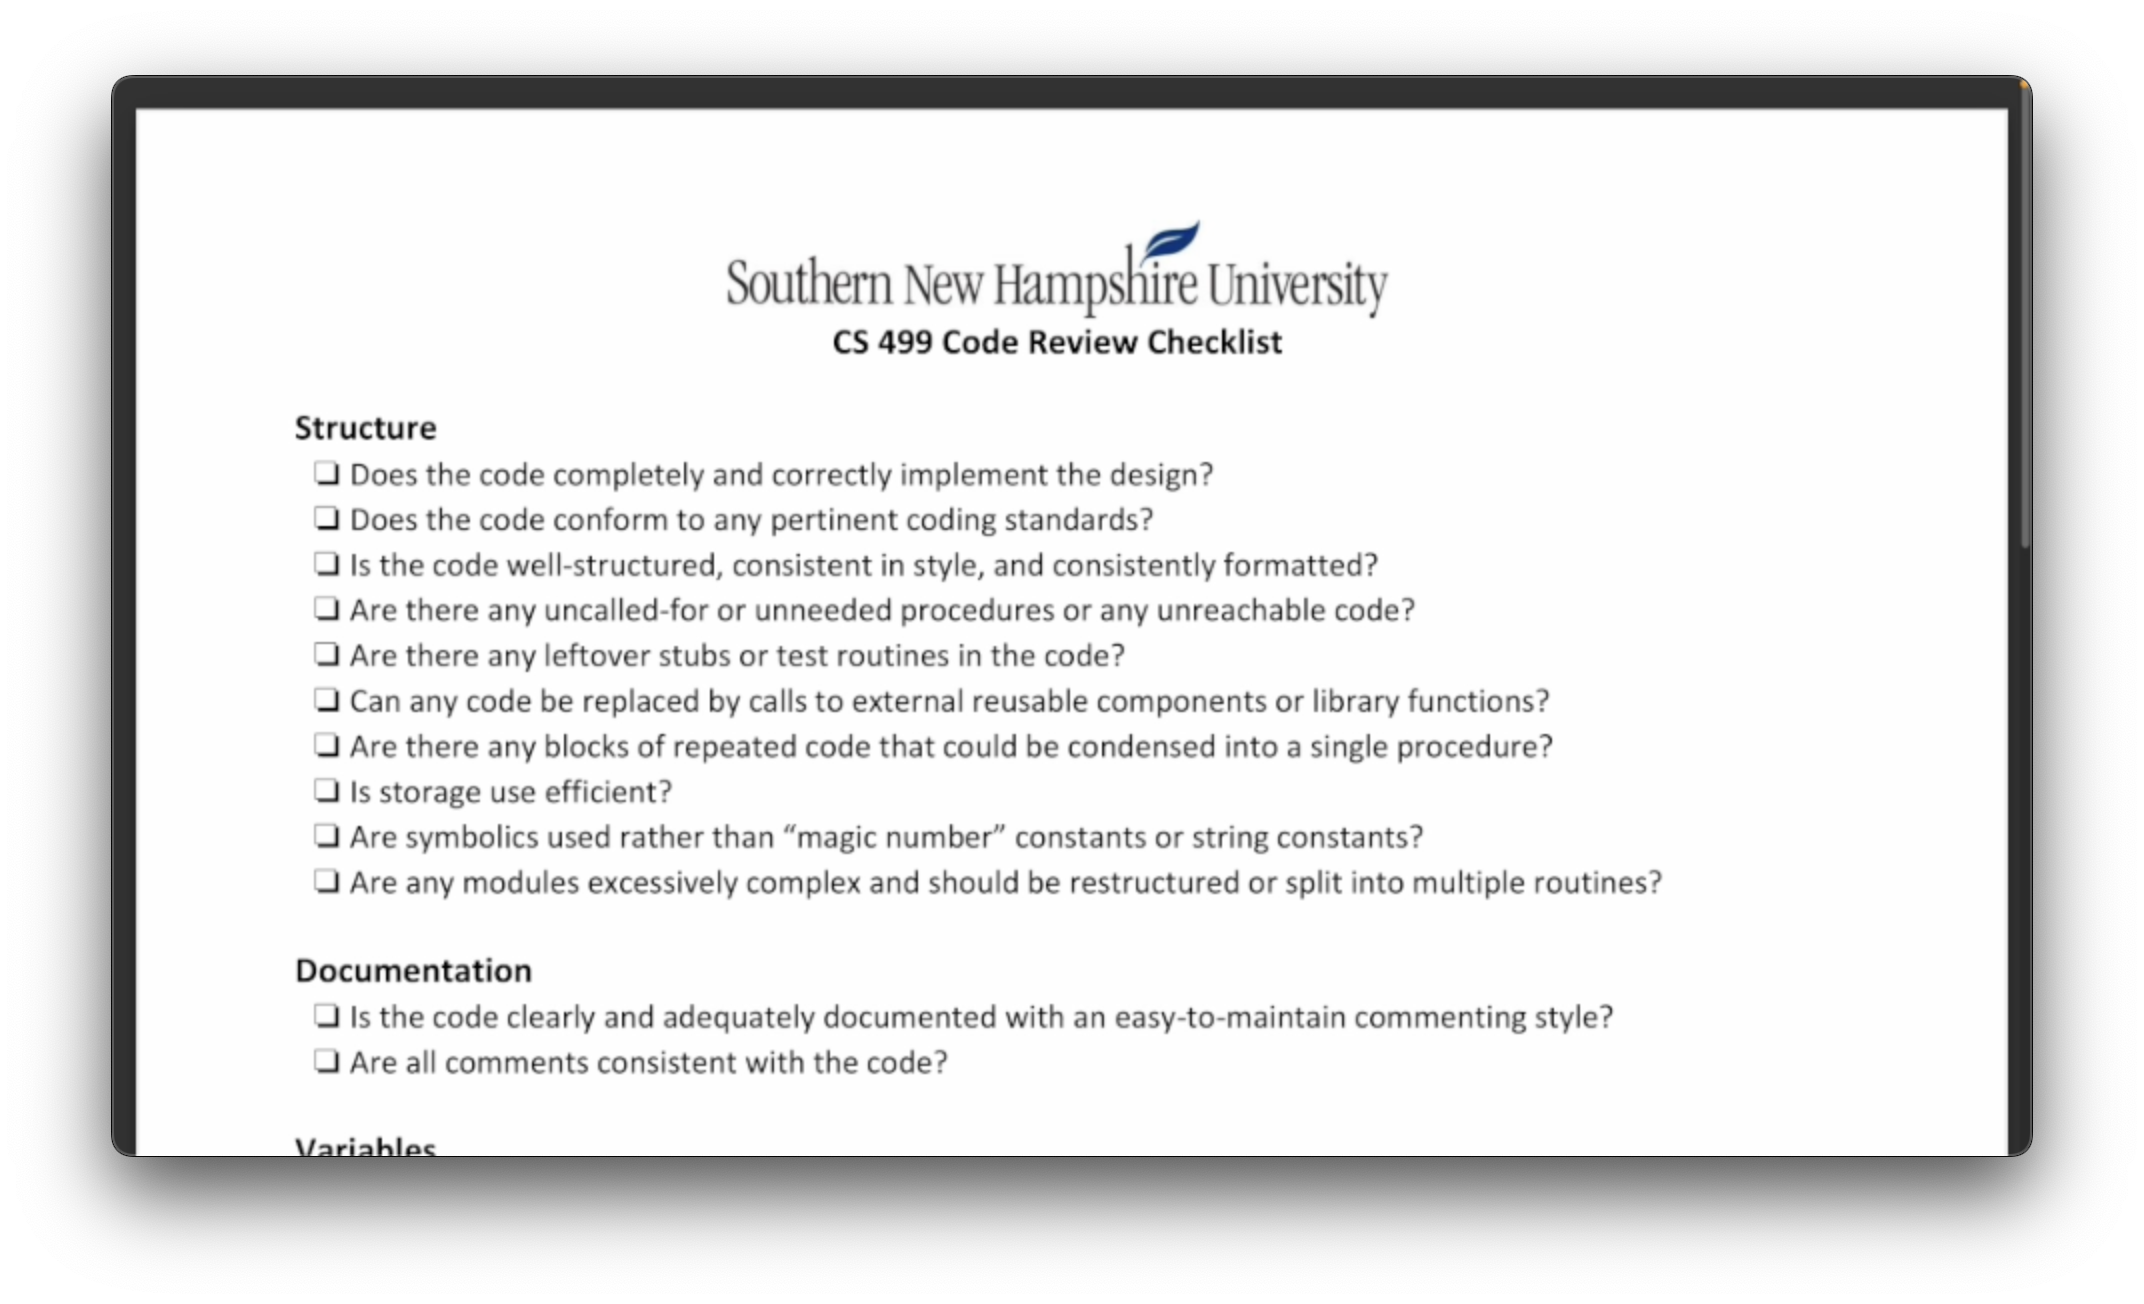 Southern New Hampshire University
CS 499 Code Review Checklist
Structure
❏ Does the code completely and correctly implement the design?
❏ Does the code conform to any pertinent coding standards?
❏ Is the code well-structured, consistent in style, and consistently formatted?
❏ Are there any uncalled-for or unneeded procedures or any unreachable code?
❏ Are there any leftover stubs or test routines in the code?
❏ Can any code be replaced by calls to external reusable components or library functions?
❏ Are there any blocks of repeated code that could be condensed into a single procedure?
❏ Is storage use efficient?
❏ Are symbolics used rather than “magic number” constants or string constants?
❏ Are any modules excessively complex and should be restructured or split into multiple routines?
Documentation
❏ Is the code clearly and adequately documented with an easy-to-maintain commenting style?
❏ Are all comments consistent with the code?
Variables